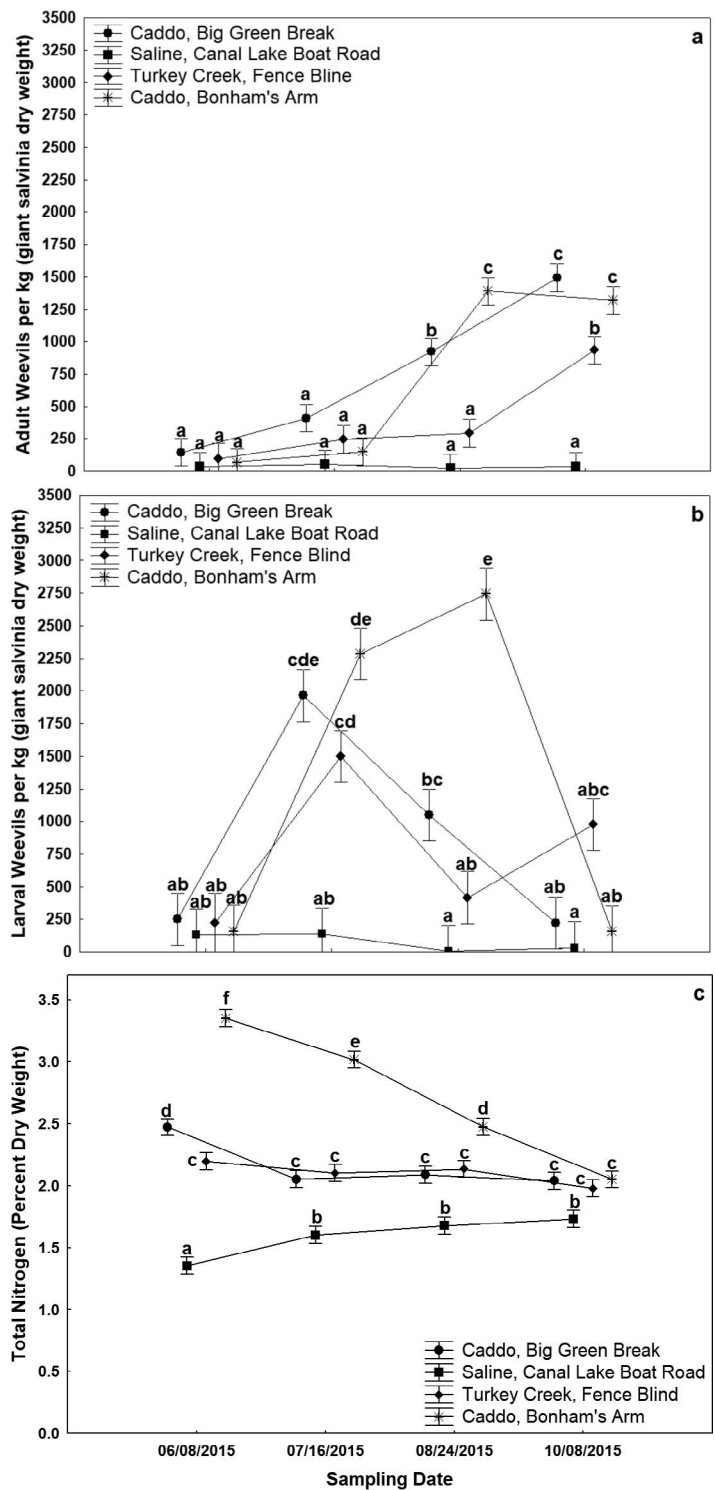 3500
3250
3000
2750
2500
2250
2000
1750
1500
1250
1000
750
500
250
0
Adult Weevils per kg (giant salvinia dry weight)
Caddo, Big Green Break
Saline, Canal Lake Boat Road
Turkey Creek, Fence Bline
Caddo, Bonham's Arm
a
c c
c
b b
a
a a a
a a a a a a a
3500
3250
3000
2750
2500
2250
2000
1750
1500
1250
1000
750
500
250
0
Larval Weevils per kg (giant salvinia dry weight)
Caddo, Big Green Break
Saline, Canal Lake Boat Road
Turkey Creek, Fence Blind
Caddo, Bonham's Arm
b
e
de
cde
cd
bc
abc
ab ab ab ab ab ab
ab ab a a
3.5
3.0
2.5
2.0
1.5
1.0
0.5
0.0
Total Nitrogen (Percent Dry Weight)
c
f
e
d d
c c c c c c c c
a b b b
Caddo, Big Green Break
Saline, Canal Lake Boat Road
Turkey Creek, Fence Blind
Caddo, Bonham's Arm
06/08/2015 07/16/2015 08/24/2015 10/08/2015
Sampling Date